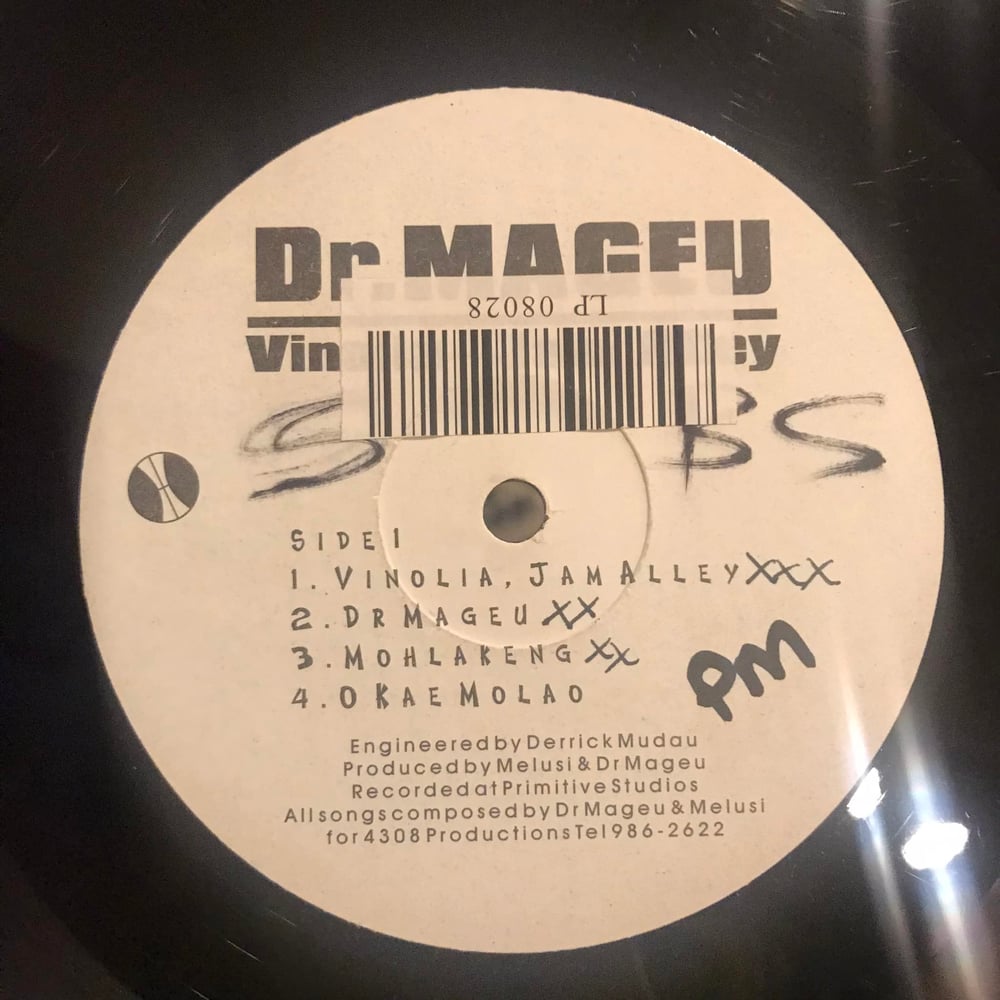 Dr. MAGEU
LP 08028
SIDE 1
1. VINOLIA, JAM ALLEY XXX
2. DR MAGEU XX
3. MOHLAKENG XX
4. O KAE MOLAO
PM
Engineered by Derrick Mudau
Produced by Melusi & Dr Mageu
Recorded at Primitive Studios
All songs composed by Dr Mageu & Melusi
for 4308 Productions Tel 986-2622